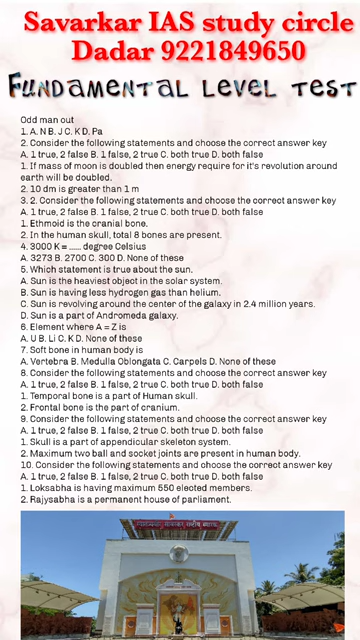 Savarkar IAS study circle
Dadar 9221849650
Fundamental level test
Odd man out
1. A. N B. J C. K D. Pa
2. Consider the following statements and choose the correct answer key
A. 1 true, 2 false B. 1 false, 2 true C. both true D. both false
1. If mass of moon is doubled then energy require for it's revolution around
earth will be doubled.
2. 10 dm is greater than 1 m
3. 2. Consider the following statements and choose the correct answer key
A. 1 true, 2 false B. 1 false, 2 true C. both true D. both false
1. Ethmoid is the cranial bone.
2. In the human skull, total 8 bones are present.
4. 3000 K = ...... degree Celsius
A. 3273 B. 2700 C. 300 D. None of these
5. Which statement is true about the sun.
A. Sun is the heaviest object in the solar system.
B. Sun is having less hydrogen gas than helium.
C. Sun is revolving around the center of the galaxy in 2.4 million years.
D. Sun is a part of Andromeda galaxy.
6. Element where A = Z is
A. U B. Li C. K D. None of these
7. Soft bone in human body is
A. Vertebra B. Medulla Oblongata C. Carpels D. None of these
8. Consider the following statements and choose the correct answer key
A. 1 true, 2 false B. 1 false, 2 true C. both true D. both false
1. Temporal bone is a part of Human skull.
2. Frontal bone is the part of cranium.
9. Consider the following statements and choose the correct answer key
A. 1 true, 2 false B. 1 false, 2 true C. both true D. both false
1. Skull is a part of appendicular skeleton system.
2. Maximum two ball and socket joints are present in human body.
10. Consider the following statements and choose the correct answer key
A. 1 true, 2 false B. 1 false, 2 true C. both true D. both false
1. Loksabha is having maximum 550 elected members.
2. Rajysabha is a permanent house of parliament.